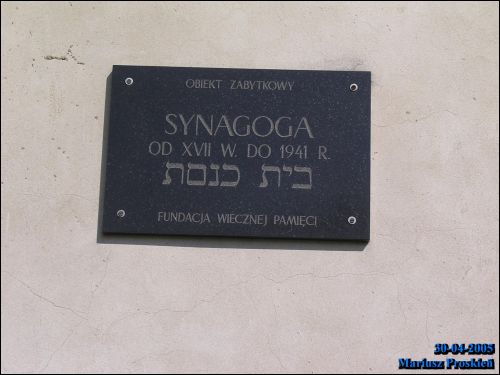 OBIEKT ZABYTKOWY
SYNAGOGA
OD XVII W. DO 1941 R.
בית כנסת
FUNDACJA WIECZNEJ PAMIĘCI
30-04-2005
Mariusz Proskień